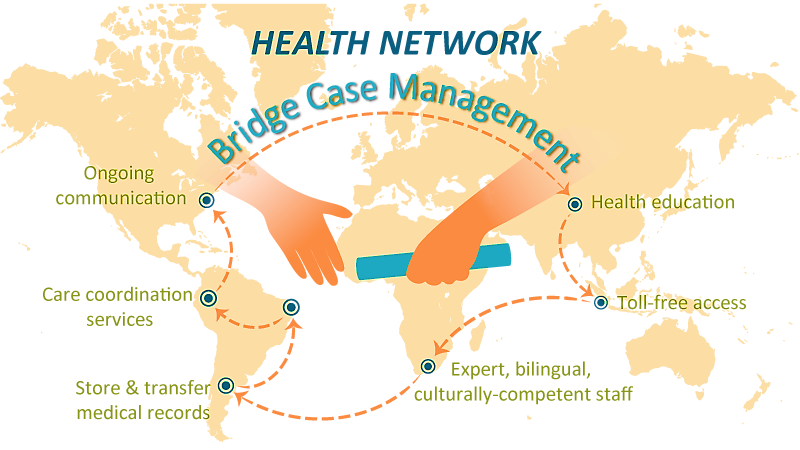 HEALTH NETWORK
Bridge Case Management
Ongoing
communication
Health education
Care coordination
services
Toll-free access
Expert, bilingual,
culturally-competent staff
Store & transfer
medical records